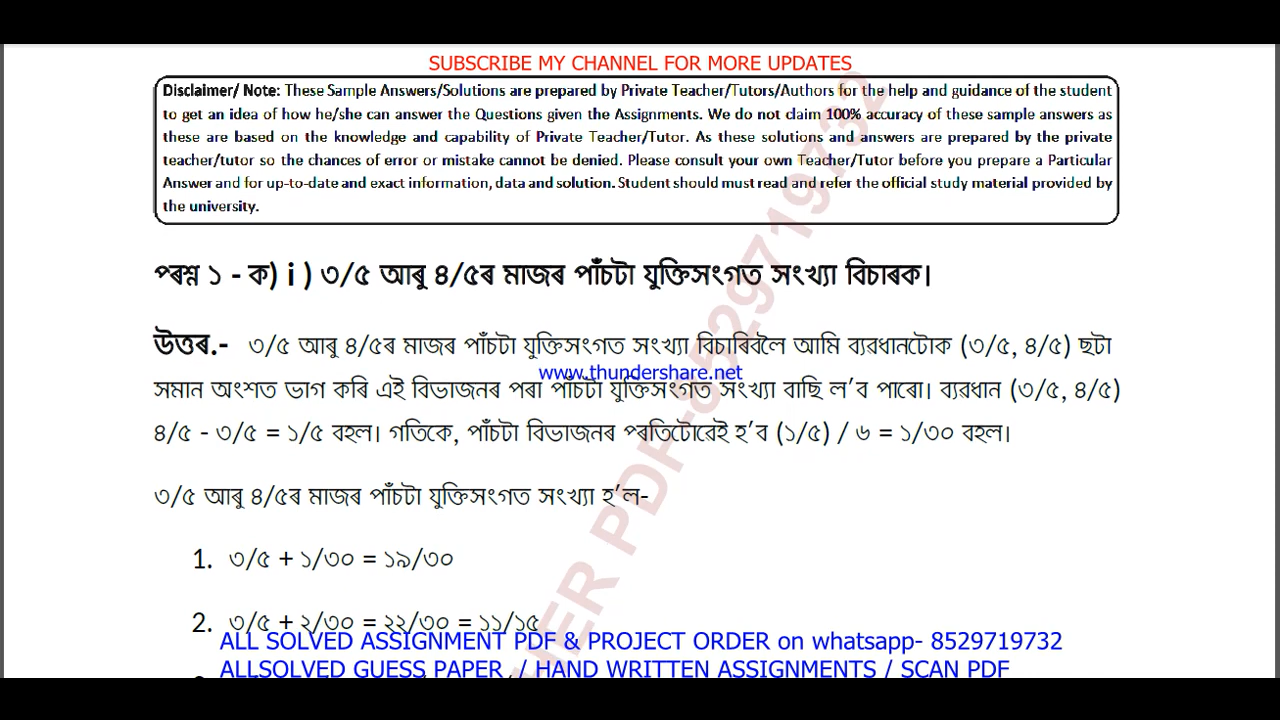 SUBSCRIBE MY CHANNEL FOR MORE UPDATES
Disclaimer/ Note: These Sample Answers/Solutions are prepared by Private Teacher/Tutors/Authors for the help and guidance of the student
to get an idea of how he/she can answer the Questions given the Assignments. We do not claim 100% accuracy of these sample answers as
these are based on the knowledge and capability of Private Teacher/Tutor. As these solutions and answers are prepared by the private
teacher/tutor so the chances of error or mistake cannot be denied. Please consult your own Teacher/Tutor before you prepare a Particular
Answer and for up-to-date and exact information, data and solution. Student should must read and refer the official study material provided by
the university.
প্ৰশ্ন ১ - ক) i ) ৩/৫ আৰু ৪/৫ৰ মাজৰ পাঁচটা যুক্তিসংগত সংখ্যা বিচাৰক।
উত্তৰ.- ৩/৫ আৰু ৪/৫ৰ মাজৰ পাঁচটা যুক্তিসংগত সংখ্যা বিচাৰিবলৈ আমি ব্যৱধানটোক (৩/৫, ৪/৫) ছটা
www.thundershare.net
সমান অংশত ভাগ কৰি এই বিভাজনৰ পৰা পাঁচটা যুক্তিসংগত সংখ্যা বাছি ল'ব পাৰো। ব্যৱধান (৩/৫, ৪/৫)
৪/৫ - ৩/৫ = ১/৫ বহল। গতিকে, পাঁচটা বিভাজনৰ প্ৰতিটোৱেই হ'ব (১/৫) / ৬ = ১/৩০ বহল।
৩/৫ আৰু ৪/৫ৰ মাজৰ পাঁচটা যুক্তিসংগত সংখ্যা হ'ল-
1. ৩/৫ + ১/৩০ = ১৯/৩০
2. ৩/৫ + ২/৩০ = ২২/৩০ = ১১/১৫
ALL SOLVED ASSIGNMENT PDF & PROJECT ORDER on whatsapp- 8529719732
ALLSOLVED GUESS PAPER / HAND WRITTEN ASSIGNMENTS / SCAN PDF
HER PDF-8529719732